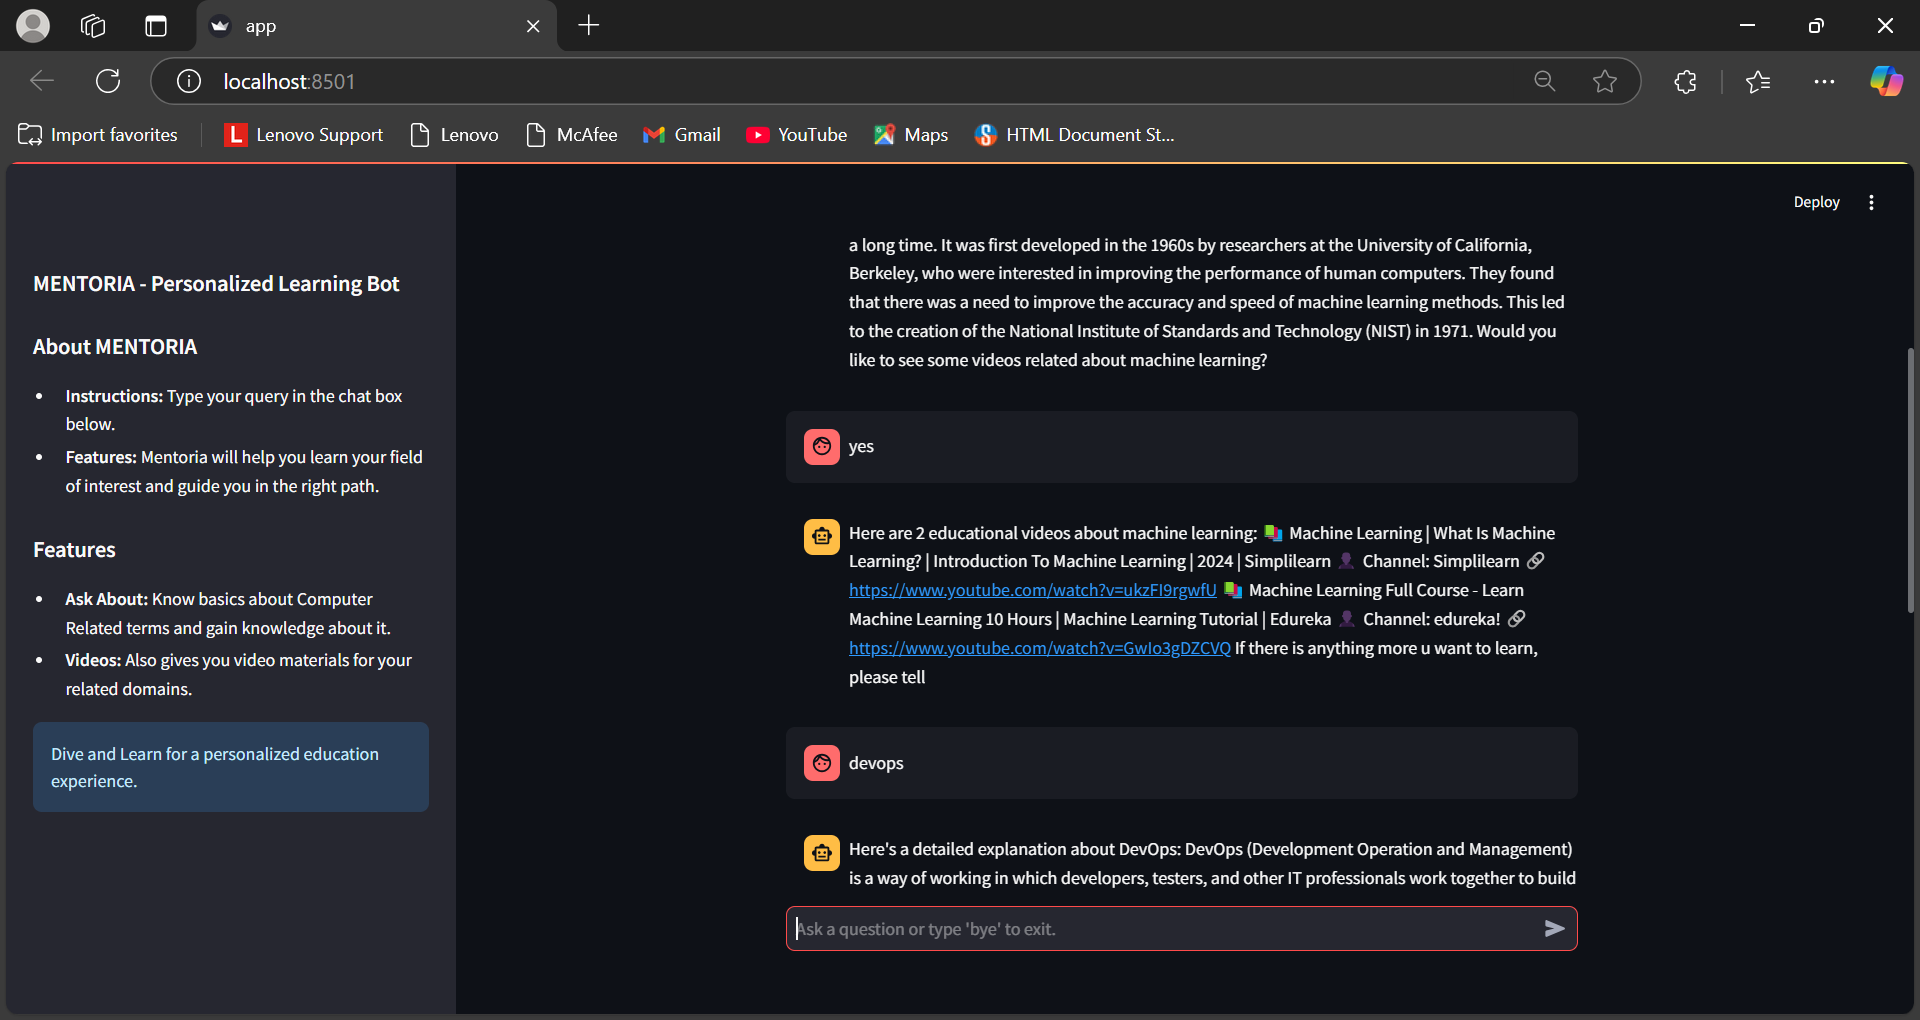 app
localhost:8501
Import favorites
Lenovo Support
Lenovo
McAfee
Gmail
YouTube
Maps
HTML Document St...
Deploy
MENTORIA - Personalized Learning Bot
About MENTORIA
• Instructions: Type your query in the chat box
below.
• Features: Mentoria will help you learn your field
of interest and guide you in the right path.
Features
• Ask About: Know basics about Computer
Related terms and gain knowledge about it.
• Videos: Also gives you video materials for your
related domains.
Dive and Learn for a personalized education
experience.
a long time. It was first developed in the 1960s by researchers at the University of California,
Berkeley, who were interested in improving the performance of human computers. They found
that there was a need to improve the accuracy and speed of machine learning methods. This led
to the creation of the National Institute of Standards and Technology (NIST) in 1971. Would you
like to see some videos related about machine learning?
yes
Here are 2 educational videos about machine learning: 📚 Machine Learning | What Is Machine
Learning? | Introduction To Machine Learning | 2024 | Simplilearn 👤 Channel: Simplilearn 🔗
https://www.youtube.com/watch?v=ukzFI9rgwfU 📚 Machine Learning Full Course - Learn
Machine Learning 10 Hours | Machine Learning Tutorial | Edureka 👤 Channel: edureka! 🔗
https://www.youtube.com/watch?v=GwIo3gDZCVQ If there is anything more u want to learn,
please tell
devops
Here's a detailed explanation about DevOps: DevOps (Development Operation and Management)
is a way of working in which developers, testers, and other IT professionals work together to build
Ask a question or type 'bye' to exit.